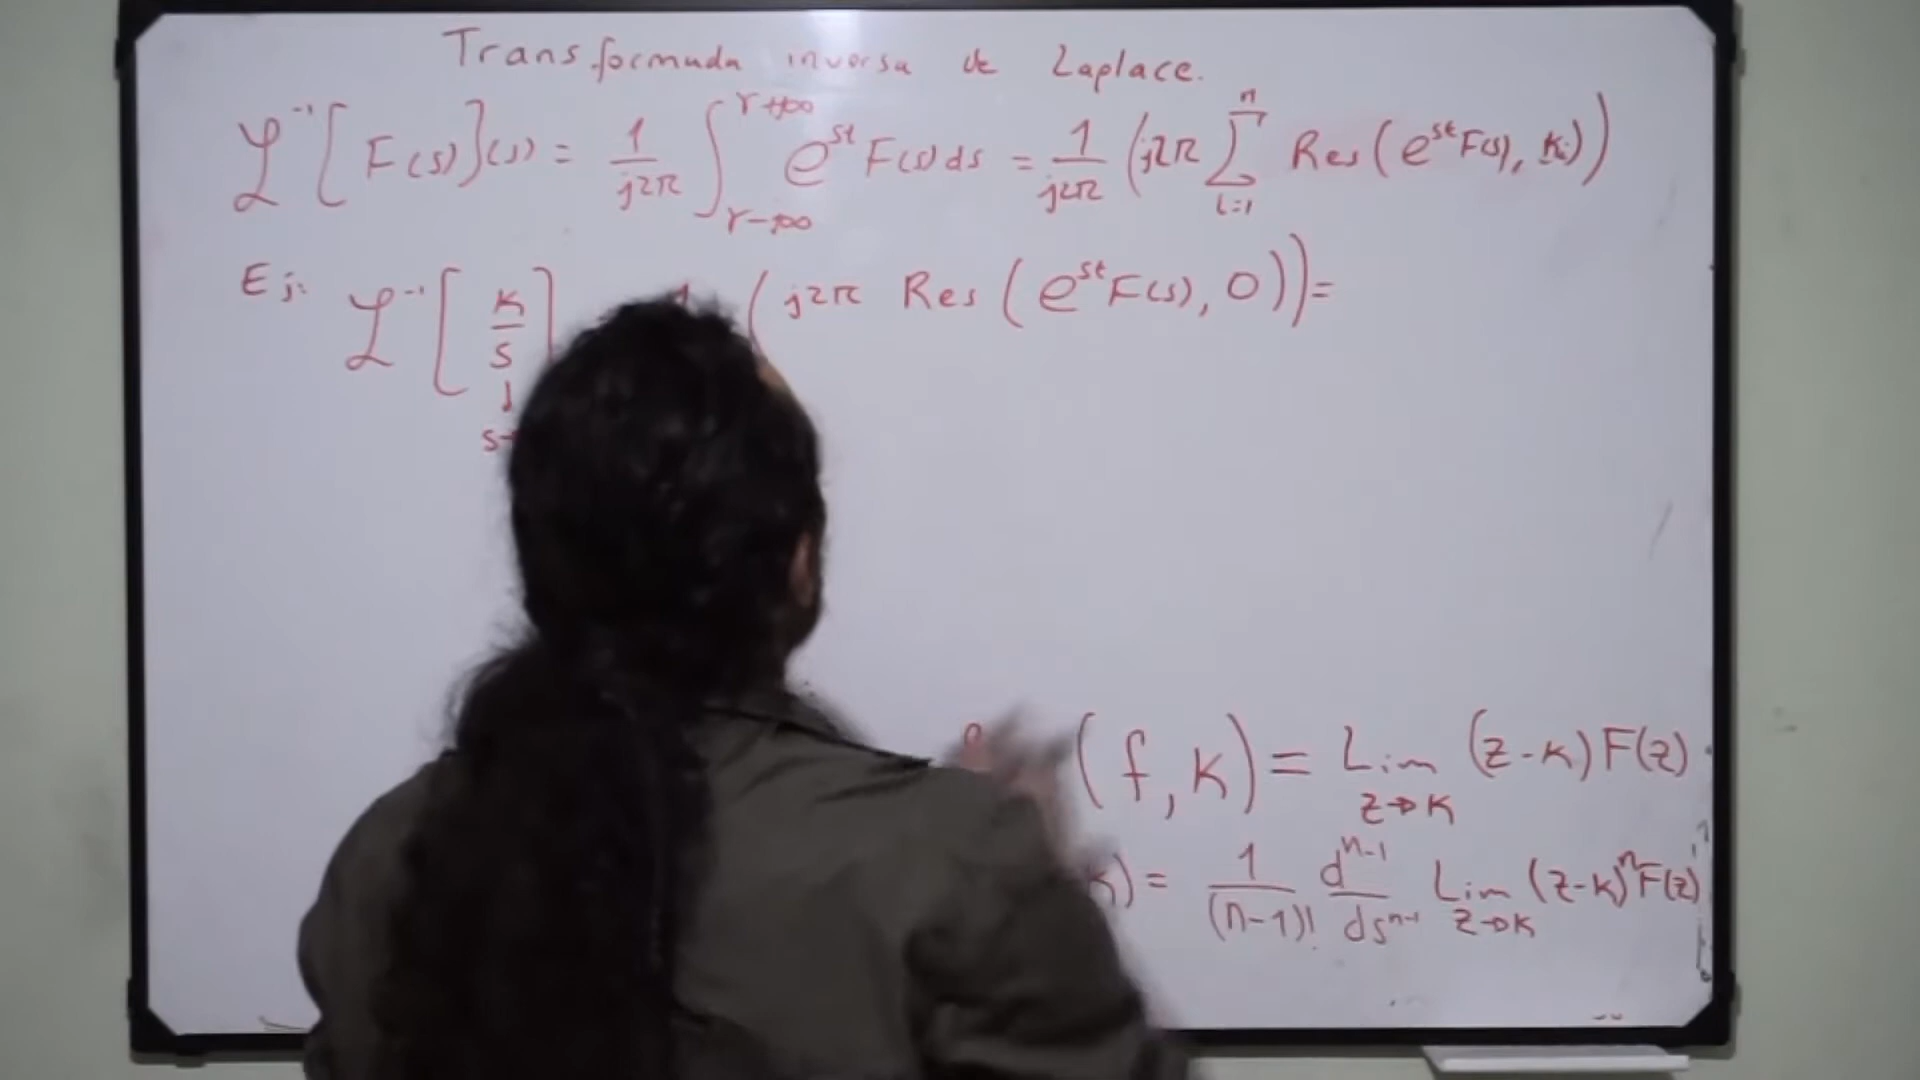 Transformada inversa de Laplace.
ℒ⁻¹[F(s)](s) = 1/j2π ∫_{γ-j∞}^{γ+j∞} e^{st} F(s) ds = 1/j2π (j2π Σ_{i=1}^{n} Res(e^{st}F(s), Ki))
Ej: ℒ⁻¹[K/S] (j2π Res(e^{st}F(s), 0)) =
(f, K) = Lim_{z→K} (z-K)F(z)
K) = 1/(n-1)! d^{n-1}/ds^{n-1} Lim_{z→K} (z-K)^n F(z)